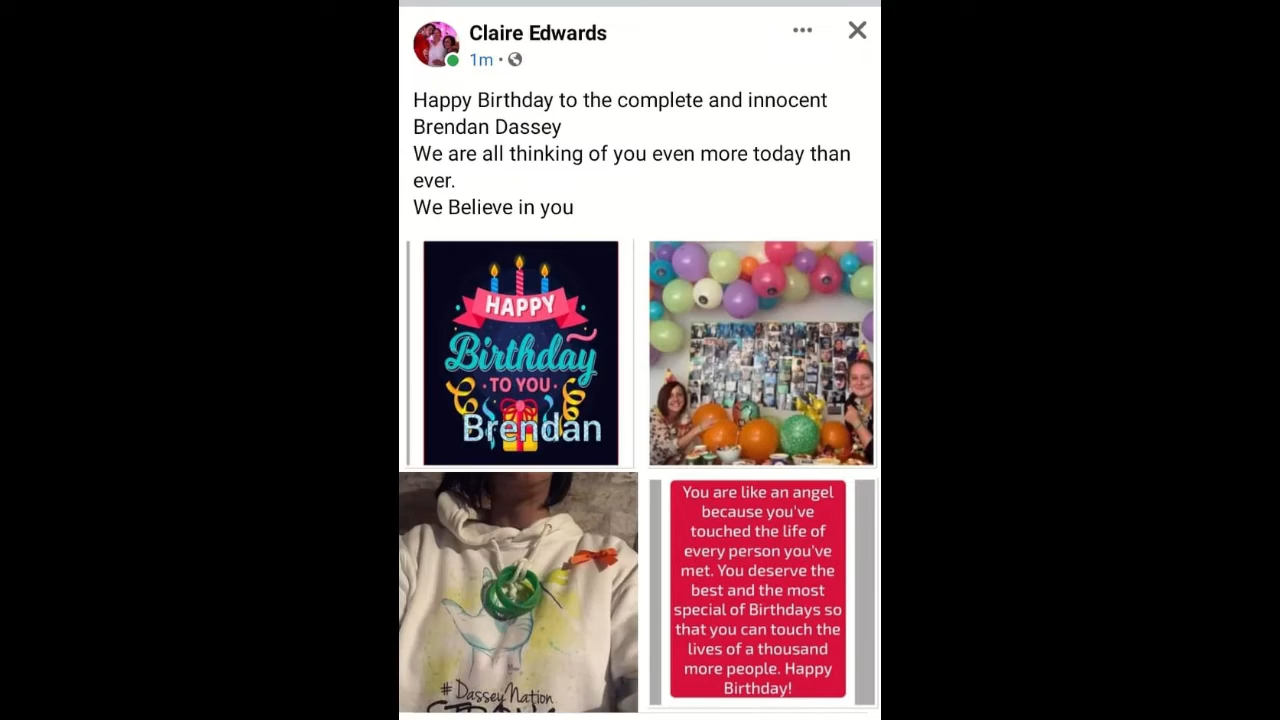 Claire Edwards
1m
Happy Birthday to the complete and innocent
Brendan Dassey
We are all thinking of you even more today than
ever.
We Believe in you
HAPPY
Birthday
· TO YOU ·
Brendan
#DasseyNation
STRONG
You are like an angel
because you've
touched the life of
every person you've
met. You deserve the
best and the most
special of Birthdays so
that you can touch the
lives of a thousand
more people. Happy
Birthday!